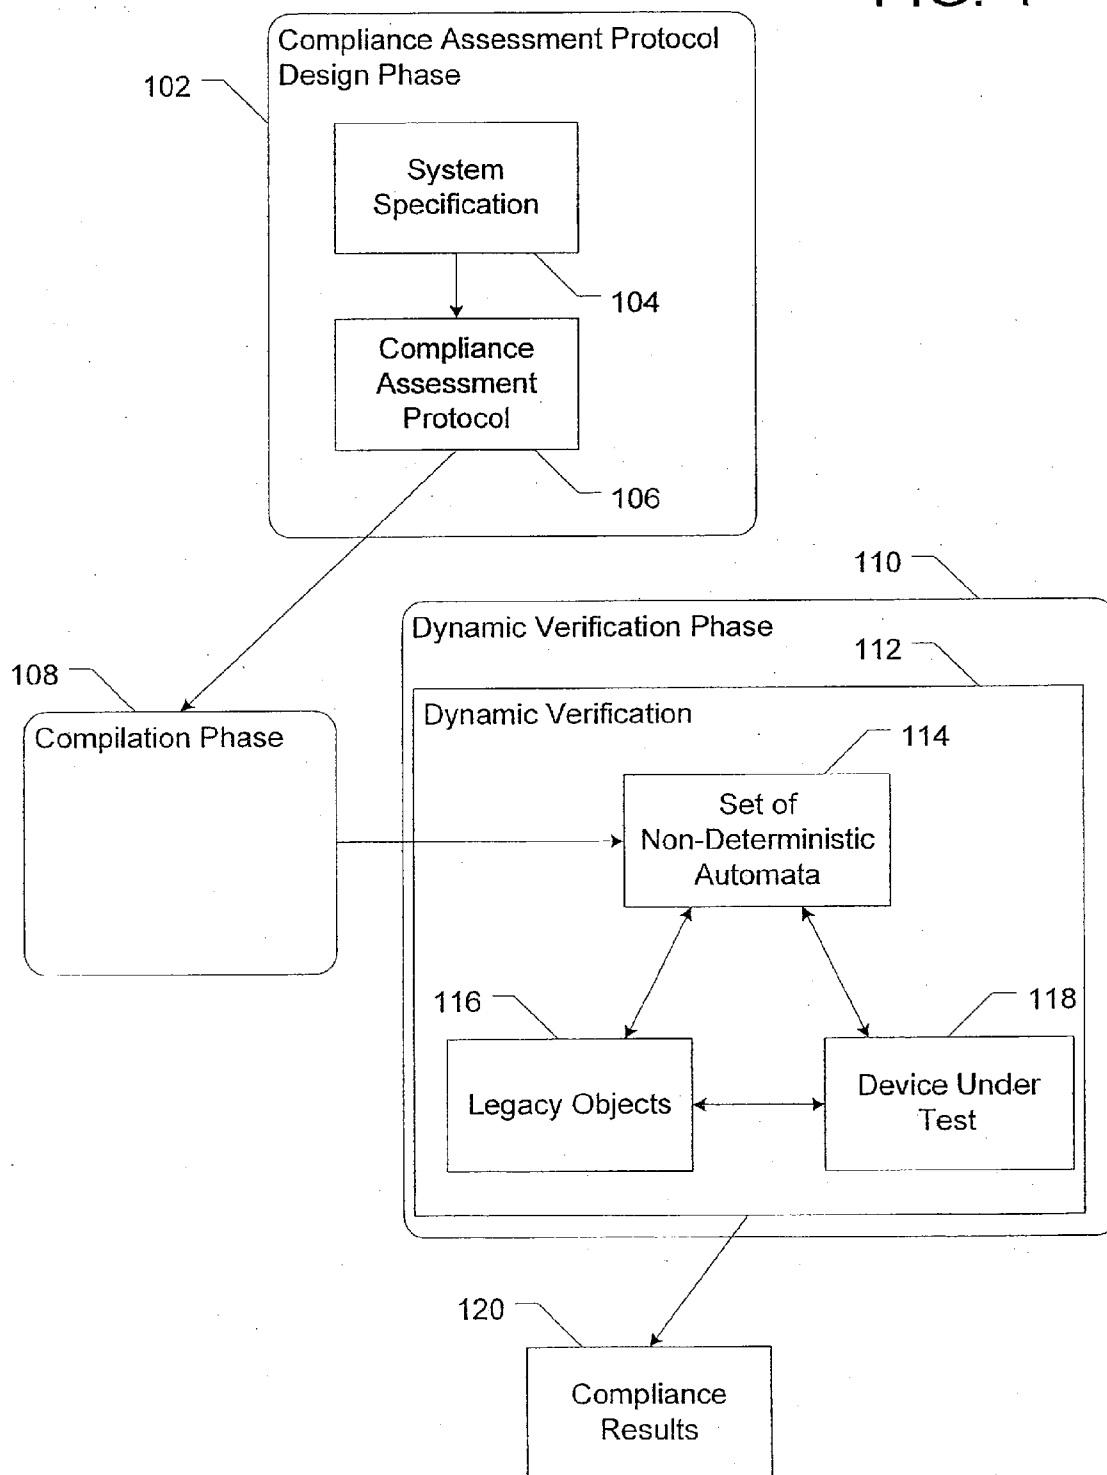 Compliance Assessment Protocol
Design Phase
102
System
Specification
104
Compliance
Assessment
Protocol
106
110
Dynamic Verification Phase
112
108
Compilation Phase
Dynamic Verification
114
Set of
Non-Deterministic
Automata
116
118
Legacy Objects
Device Under
Test
120
Compliance
Results